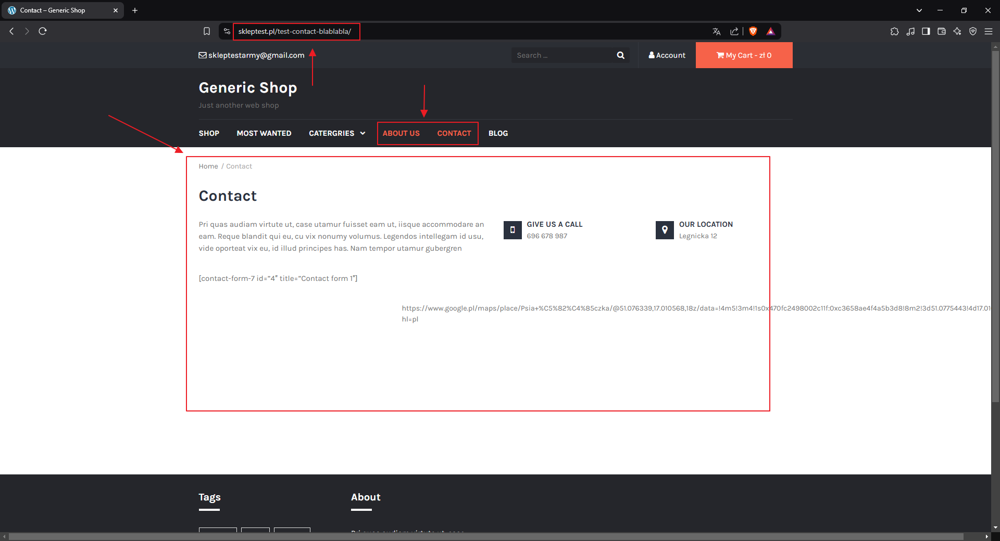 Contact – Generic Shop
skleptest.pl/test-contact-blablabla/
skleptestarmy@gmail.com
Search ...
Account
My Cart - zł 0
Generic Shop
Just another web shop
SHOP MOST WANTED CATERGRIES ABOUT US CONTACT BLOG
Home / Contact
Contact
Pri quas audiam virtute ut, case utamur fuisset eam ut, iisque accommodare an
eam. Reque blandit qui eu, cu vix nonumy volumus. Legendos intellegam id usu,
vide oporteat vix eu, id illud principes has. Nam tempor utamur gubergren
GIVE US A CALL
696 678 987
OUR LOCATION
Legnicka 12
[contact-form-7 id=”4″ title=”Contact form 1″]
https://www.google.pl/maps/place/Psia+%C5%82%C4%85czka/@51.076339,17.010568,18z/data=!4m5!3m4!1s0x470fc2498002c11f:0xc3658ae4f4a5b3d8!8m2!3d51.0775443!4d17.01
hl=pl
Tags
About
Pri quas audiam virtute ut, case